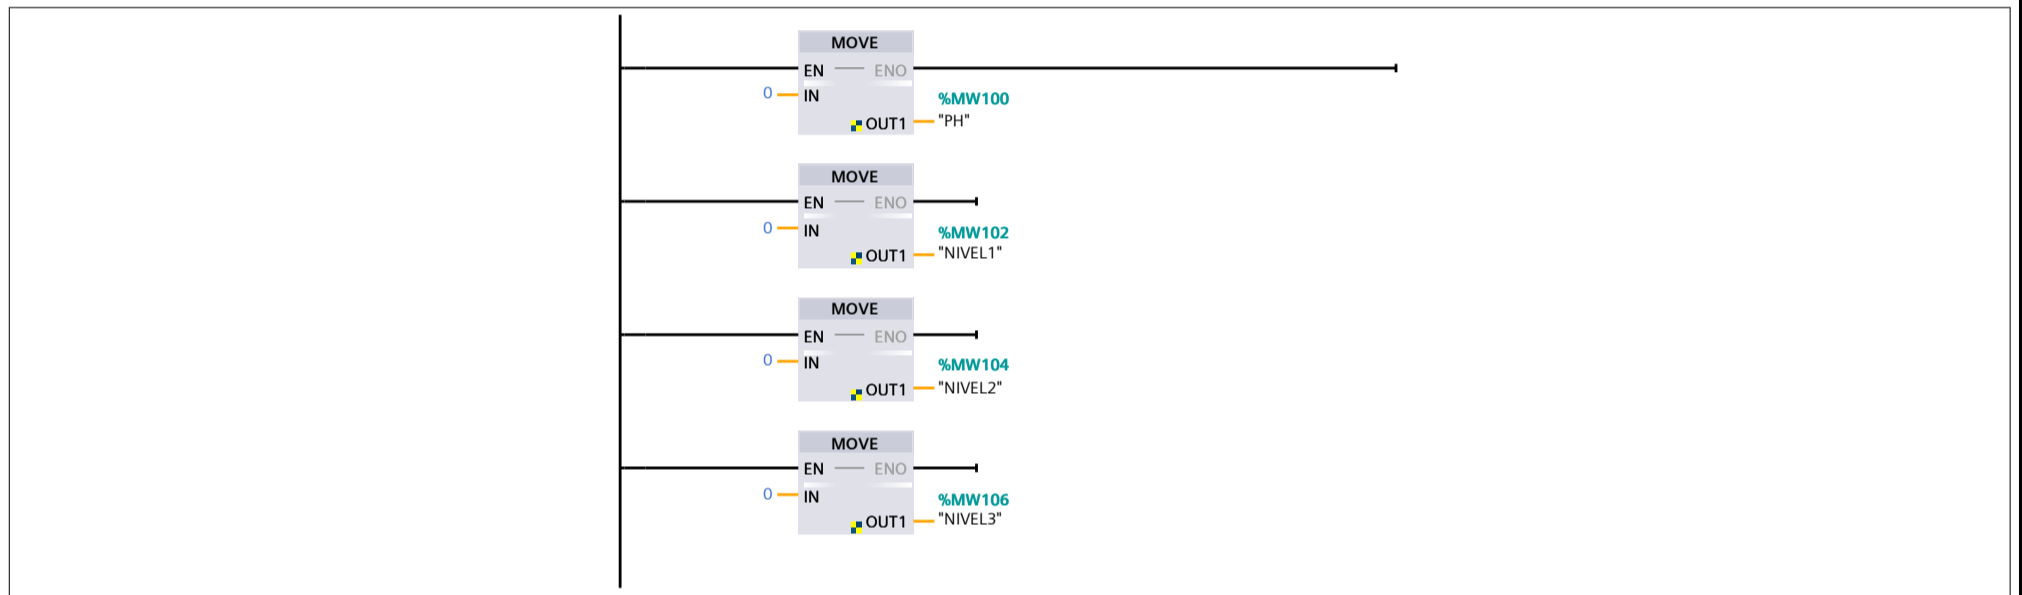 MOVE
EN ENO
0 IN
%MW100
OUT1 "PH"
MOVE
EN ENO
0 IN
%MW102
OUT1 "NIVEL1"
MOVE
EN ENO
0 IN
%MW104
OUT1 "NIVEL2"
MOVE
EN ENO
0 IN
%MW106
OUT1 "NIVEL3"